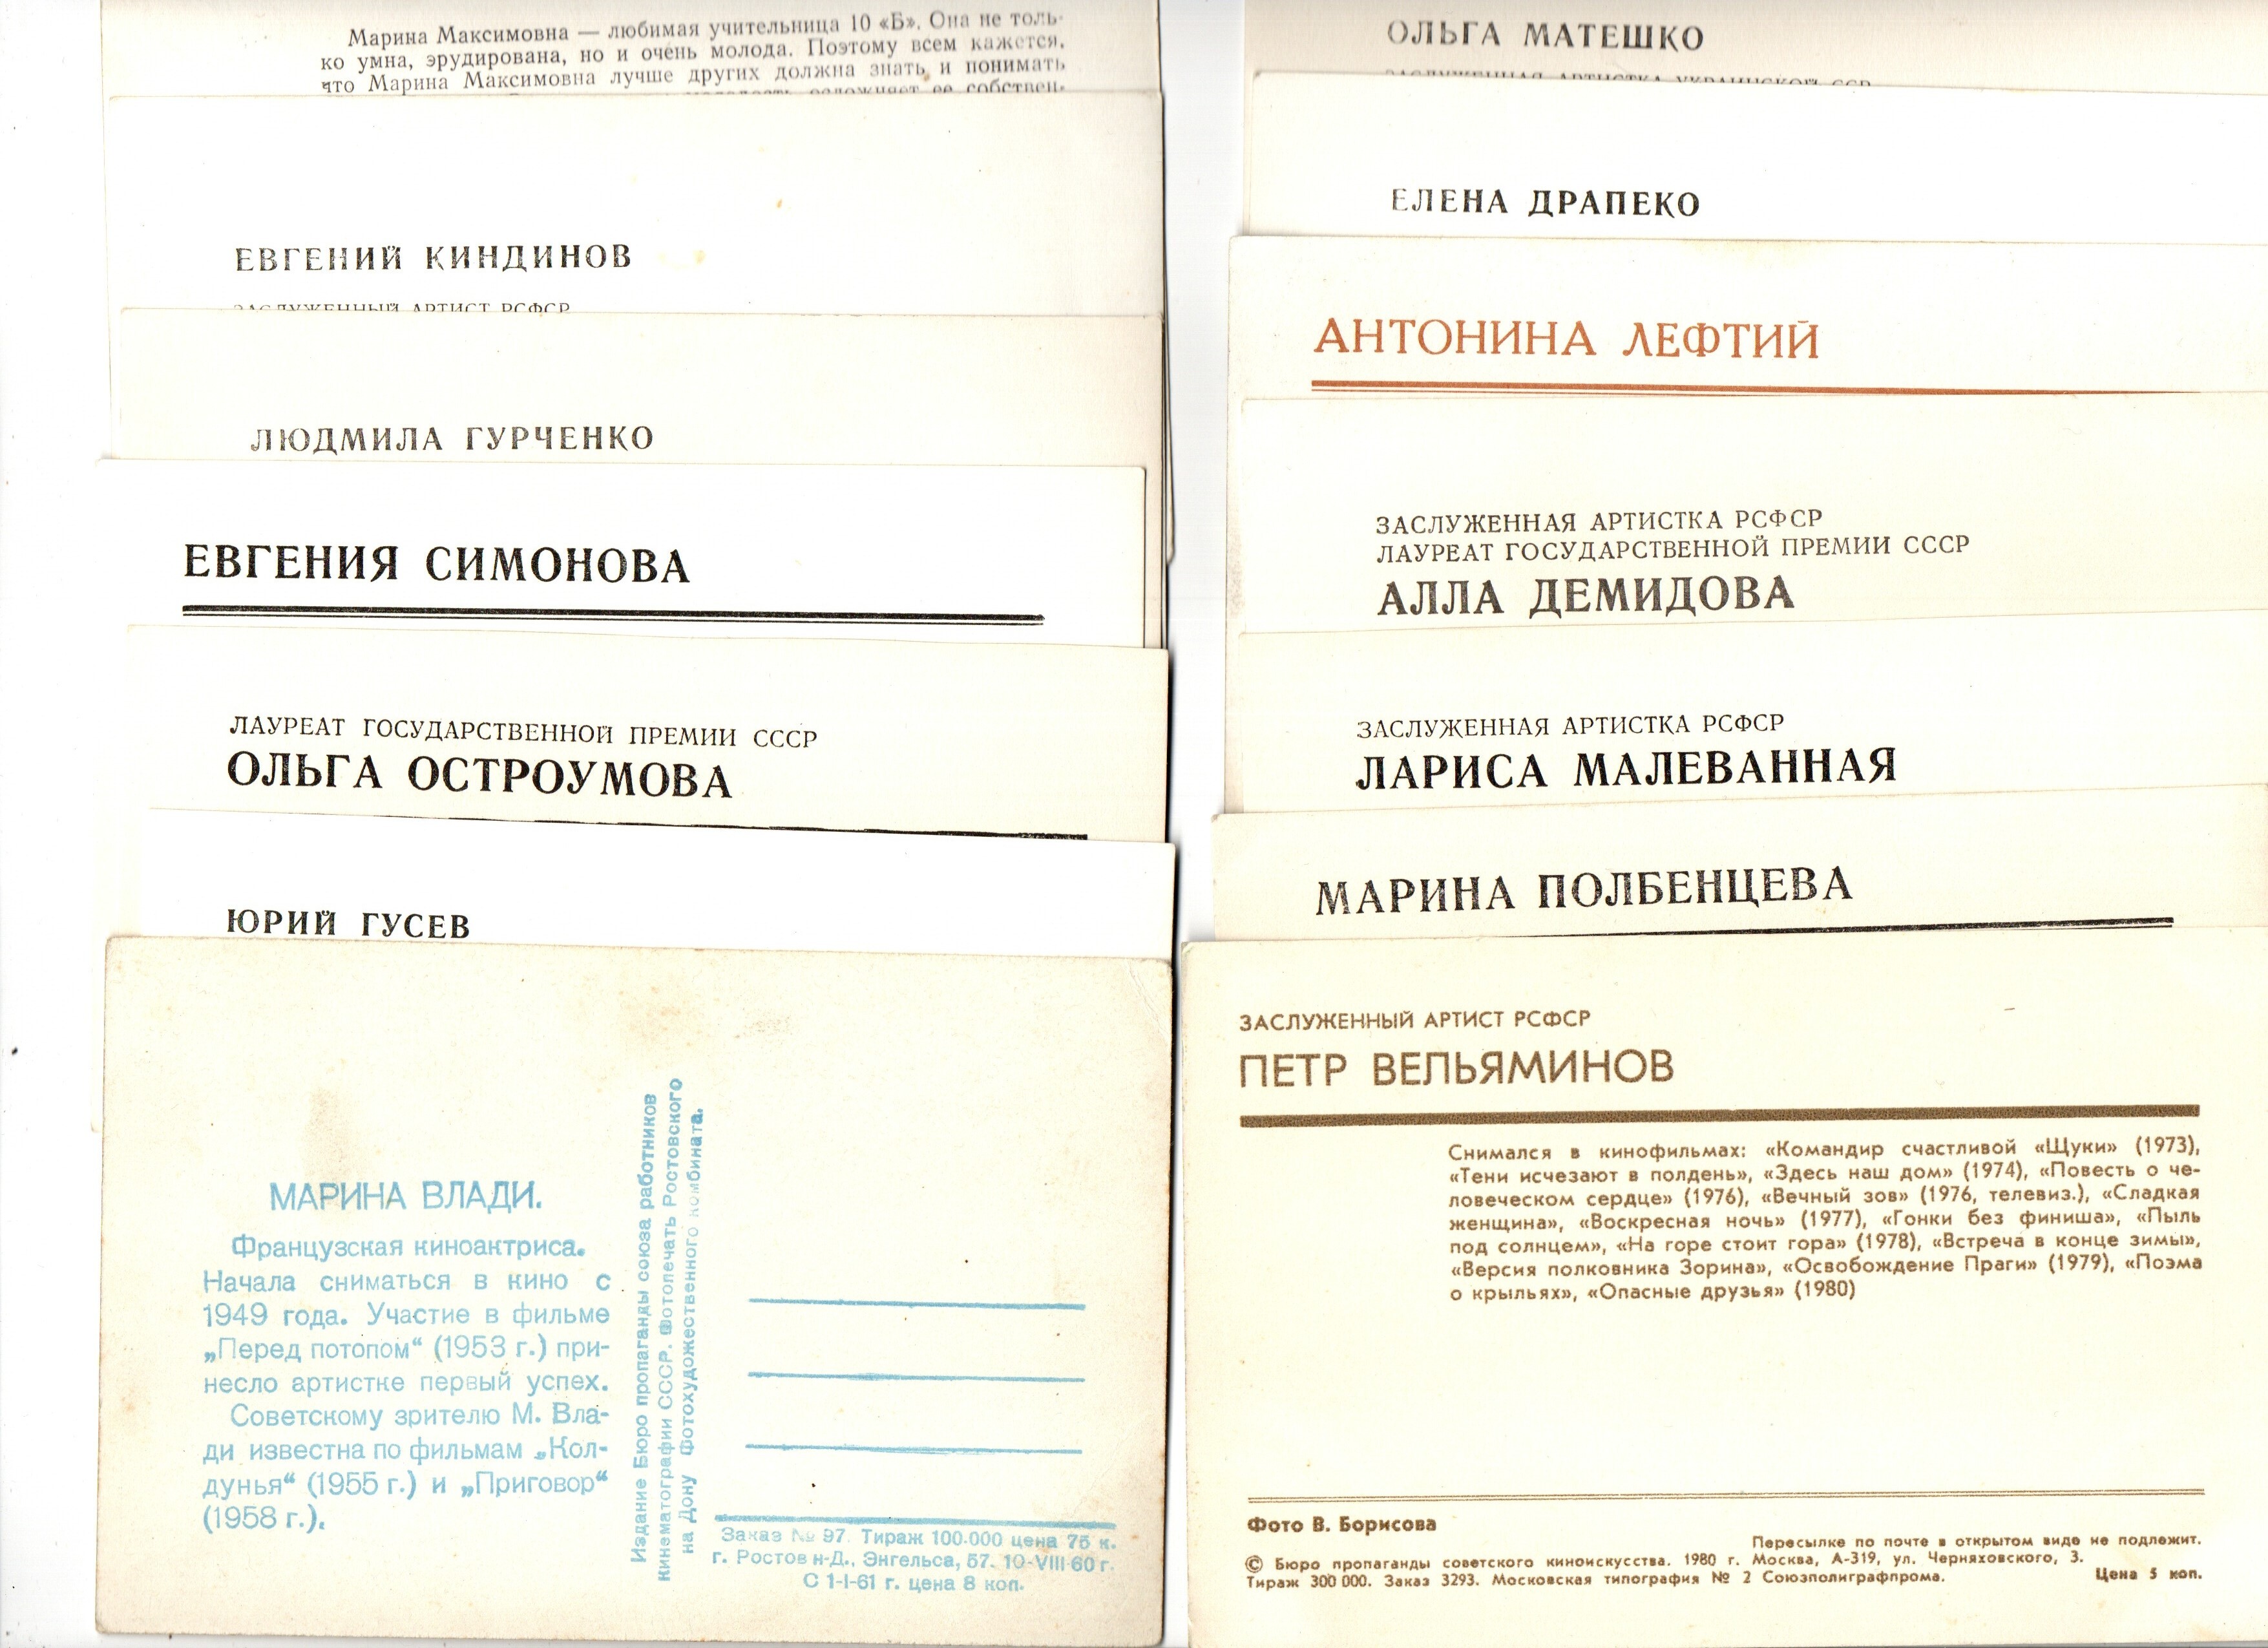 Марина Максимовна — любимая учительница 10 «Б». Она не толь-
ко умна, эрудирована, но и очень молода. Поэтому всем кажется,
что Марина Максимовна лучше других должна знать и понимать
ЕВГЕНИЙ КИНДИНОВ
ЗАСЛУЖЕННЫЙ АРТИСТ РСФСР
ЛЮДМИЛА ГУРЧЕНКО
ЕВГЕНИЯ СИМОНОВА
ЛАУРЕАТ ГОСУДАРСТВЕННОЙ ПРЕМИИ СССР
ОЛЬГА ОСТРОУМОВА
ЮРИЙ ГУСЕВ
МАРИНА ВЛАДИ.
Французская киноактриса.
Начала сниматься в кино с
1949 года. Участие в фильме
„Перед потопом“ (1953 г.) при-
несло артистке первый успех.
Советскому зрителю М. Вла-
ди известна по фильмам „Кол-
дунья“ (1955 г.) и „Приговор“
(1958 г.).
Издание Бюро пропаганды союза работников
кинематографии СССР. Фотопечать Ростовского
на Дону Фотохудожественного комбината.
Заказ № 97. Тираж 100.000 цена 75 к.
г. Ростов н-Д., Энгельса, 57. 10-VIII-60 г.
С 1-I-61 г. цена 8 коп.
ОЛЬГА МАТЕШКО
ЗАСЛУЖЕННАЯ АРТИСТКА УКРАИНСКОЙ ССР
ЕЛЕНА ДРАПЕКО
АНТОНИНА ЛЕФТИЙ
ЗАСЛУЖЕННАЯ АРТИСТКА РСФСР
ЛАУРЕАТ ГОСУДАРСТВЕННОЙ ПРЕМИИ СССР
АЛЛА ДЕМИДОВА
ЗАСЛУЖЕННАЯ АРТИСТКА РСФСР
ЛАРИСА МАЛЕВАННАЯ
МАРИНА ПОЛБЕНЦЕВА
ЗАСЛУЖЕННЫЙ АРТИСТ РСФСР
ПЕТР ВЕЛЬЯМИНОВ
Снимался в кинофильмах: «Командир счастливой «Щуки» (1973),
«Тени исчезают в полдень», «Здесь наш дом» (1974), «Повесть о че-
ловеческом сердце» (1976), «Вечный зов» (1976, телевиз.), «Сладкая
женщина», «Воскресная ночь» (1977), «Гонки без финиша», «Пыль
под солнцем», «На горе стоит гора» (1978), «Встреча в конце зимы»,
«Версия полковника Зорина», «Освобождение Праги» (1979), «Поэма
о крыльях», «Опасные друзья» (1980)
Фото В. Борисова
Пересылке по почте в открытом виде не подлежит.
© Бюро пропаганды советского киноискусства. 1980 г. Москва, А-319, ул. Черняховского, 3.
Тираж 300 000. Заказ 3293. Московская типография № 2 Союзполиграфпрома. Цена 5 коп.